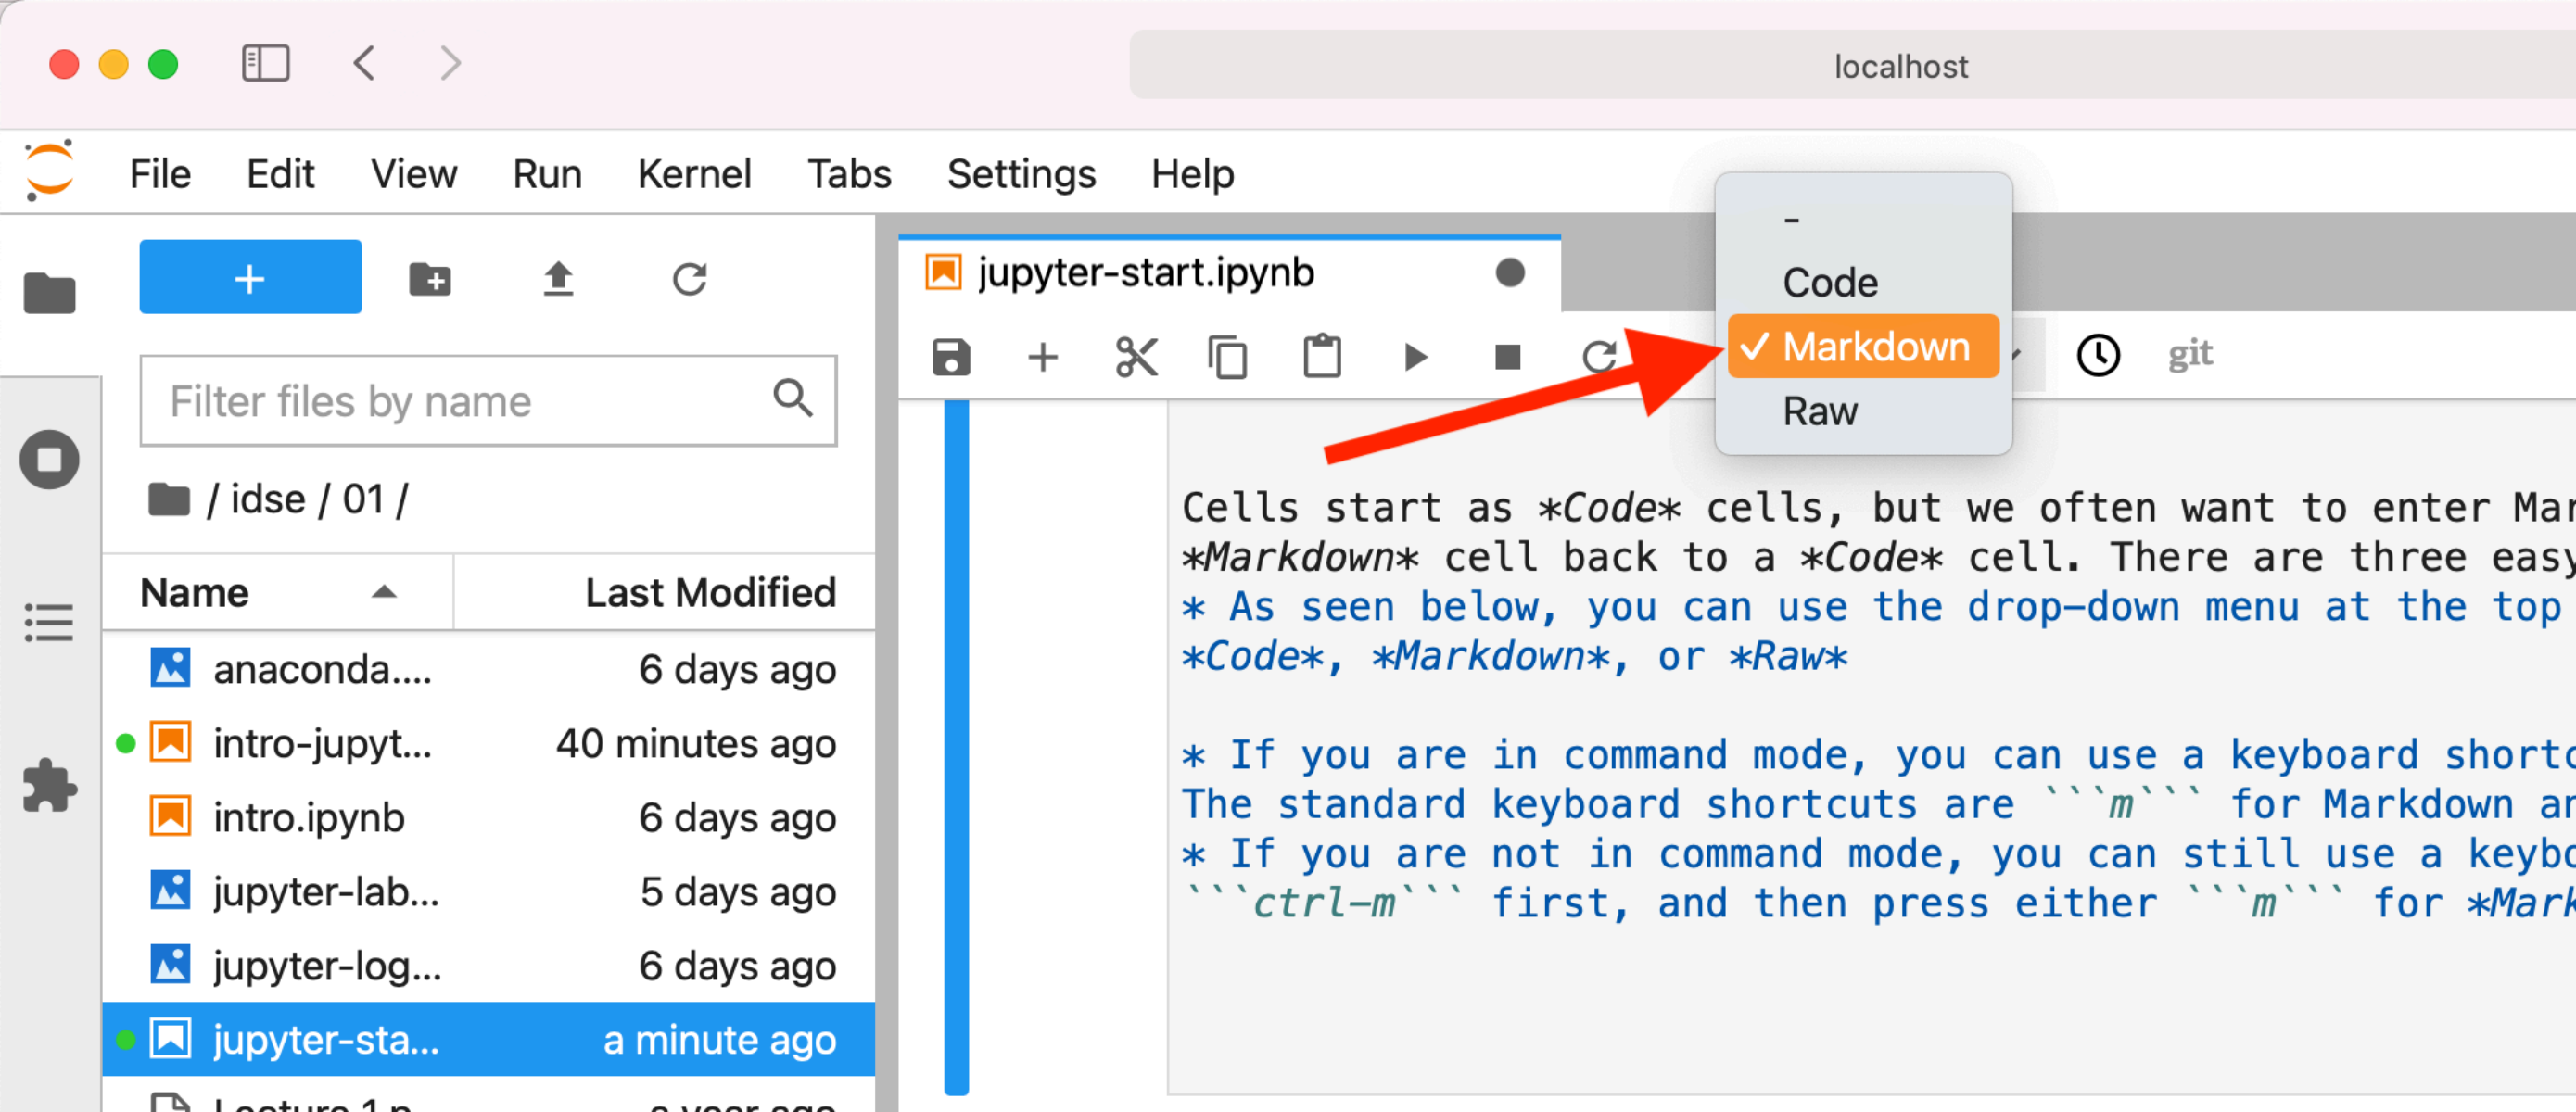 localhost
File Edit View Run Kernel Tabs Settings Help
-
Code
Markdown
Raw
+
jupyter-start.ipynb
git
Filter files by name
/ idse / 01 /
Name Last Modified
anaconda.... 6 days ago
intro-jupyt... 40 minutes ago
intro.ipynb 6 days ago
jupyter-lab... 5 days ago
jupyter-log... 6 days ago
jupyter-sta... a minute ago
Lecture 1 a year ago
Cells start as *Code* cells, but we often want to enter
*Markdown* cell back to a *Code* cell. There are three easy
* As seen below, you can use the drop-down menu at the top
*Code*, *Markdown*, or *Raw*
* If you are in command mode, you can use a keyboard
The standard keyboard shortcuts are ```m``` for Markdown
* If you are not in command mode, you can still use a
```ctrl-m``` first, and then press either ```m``` for